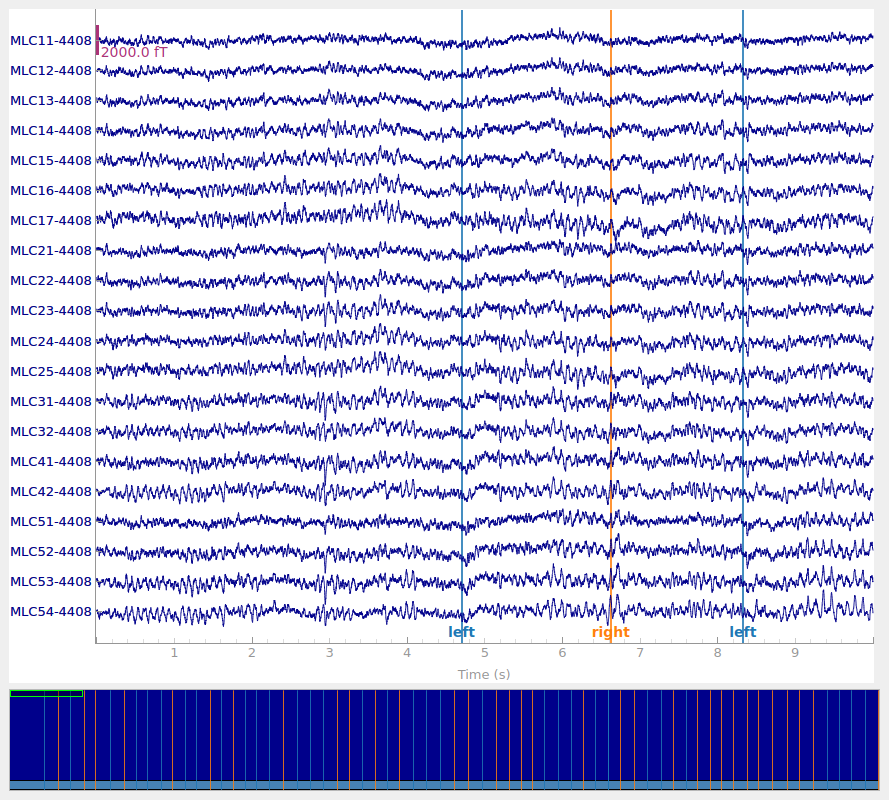 MLC11-4408
2000.0 fT
MLC12-4408
MLC13-4408
MLC14-4408
MLC15-4408
MLC16-4408
MLC17-4408
MLC21-4408
MLC22-4408
MLC23-4408
MLC24-4408
MLC25-4408
MLC31-4408
MLC32-4408
MLC41-4408
MLC42-4408
MLC51-4408
MLC52-4408
MLC53-4408
MLC54-4408
left right left
1 2 3 4 5 6 7 8 9
Time (s)